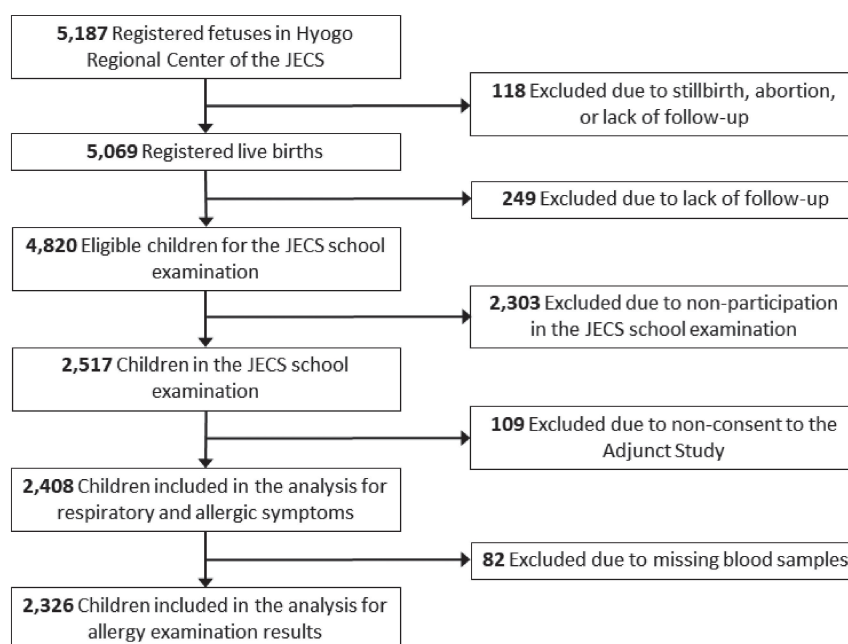 5,187 Registered fetuses in Hyogo
Regional Center of the JECS
118 Excluded due to stillbirth, abortion,
or lack of follow-up
5,069 Registered live births
249 Excluded due to lack of follow-up
4,820 Eligible children for the JECS school
examination
2,303 Excluded due to non-participation
in the JECS school examination
2,517 Children in the JECS school
examination
109 Excluded due to non-consent to the
Adjunct Study
2,408 Children included in the analysis for
respiratory and allergic symptoms
82 Excluded due to missing blood samples
2,326 Children included in the analysis for
allergy examination results